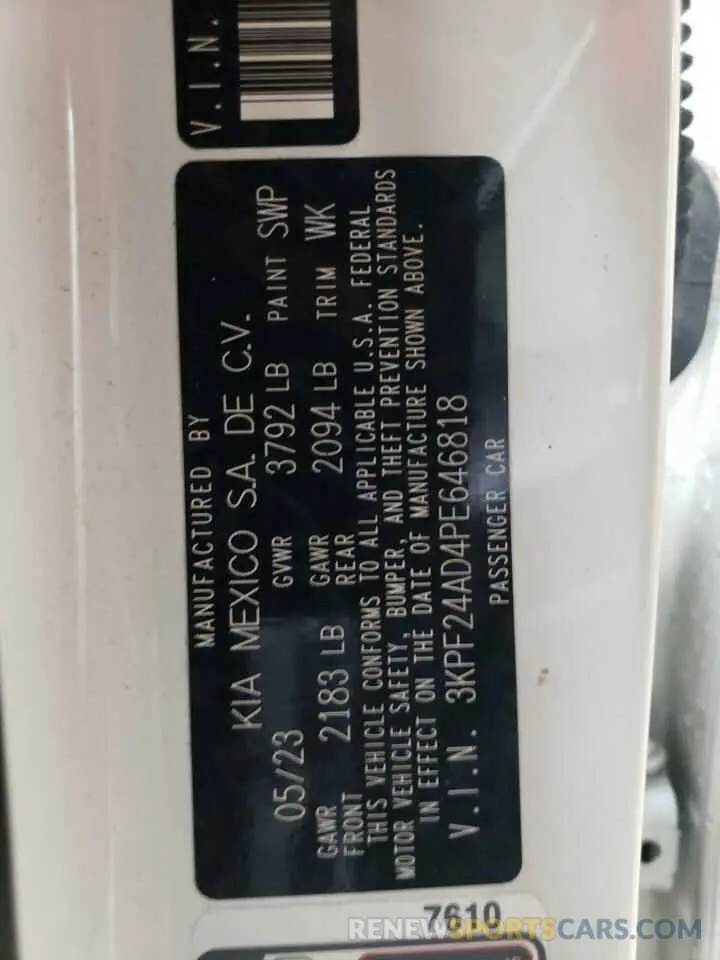 V.I.N.
MANUFACTURED BY
KIA MEXICO S.A. DE C.V.
05/23 GVWR 3792 LB PAINT SWP
GAWR FRONT 2183 LB GAWR REAR 2094 LB TRIM WK
THIS VEHICLE CONFORMS TO ALL APPLICABLE U.S.A. FEDERAL
MOTOR VEHICLE SAFETY, BUMPER, AND THEFT PREVENTION STANDARDS
IN EFFECT ON THE DATE OF MANUFACTURE SHOWN ABOVE.
V.I.N. 3KPF24AD4PE646818
PASSENGER CAR
7610
RENEWSPORTSCARS.COM